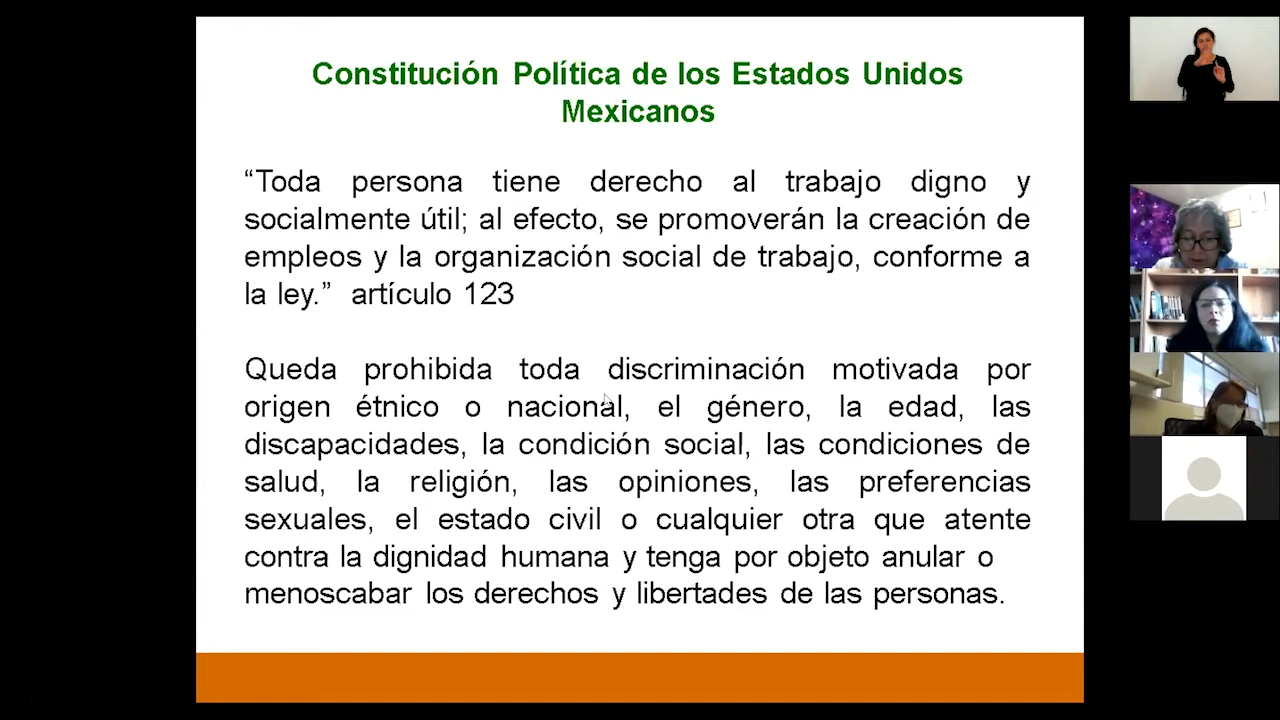 Constitución Política de los Estados Unidos
Mexicanos
“Toda persona tiene derecho al trabajo digno y
socialmente útil; al efecto, se promoverán la creación de
empleos y la organización social de trabajo, conforme a
la ley.” artículo 123
Queda prohibida toda discriminación motivada por
origen étnico o nacional, el género, la edad, las
discapacidades, la condición social, las condiciones de
salud, la religión, las opiniones, las preferencias
sexuales, el estado civil o cualquier otra que atente
contra la dignidad humana y tenga por objeto anular o
menoscabar los derechos y libertades de las personas.